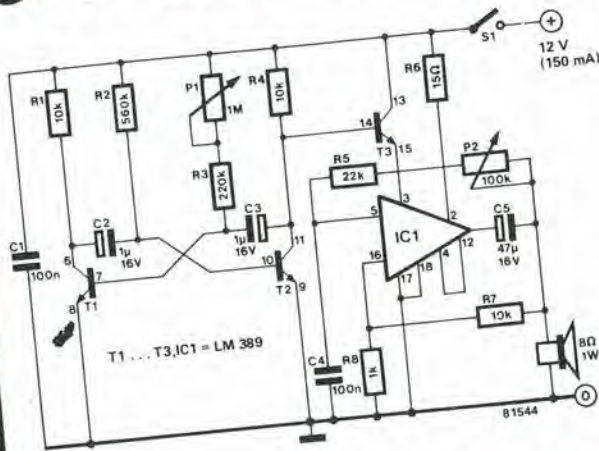 S1
+
12 V
(150 mA)
R1
10k
R2
560k
P1
1M
R4
10k
R6
15Ω
13
14
T3
15
R3
220k
R5
22k
P2
100k
C1
100n
C2
1μ
16V
C3
1μ
16V
11
3
5
IC1
2
C5
47μ
16V
6
7
8
T1
10
T2
9
16
17
18
4
12
R7
10k
T1 ... T3,IC1 = LM 389
C4
100n
R8
1k
8Ω
1W
81544
0